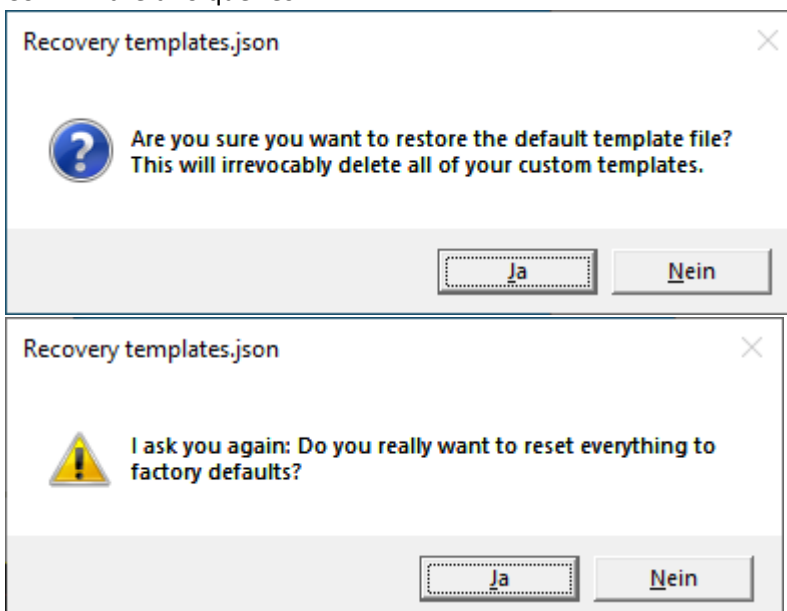 Recovery templates.json
Are you sure you want to restore the default template file?
This will irrevocably delete all of your custom templates.
Ja
Nein
Recovery templates.json
I ask you again: Do you really want to reset everything to
factory defaults?
Ja
Nein